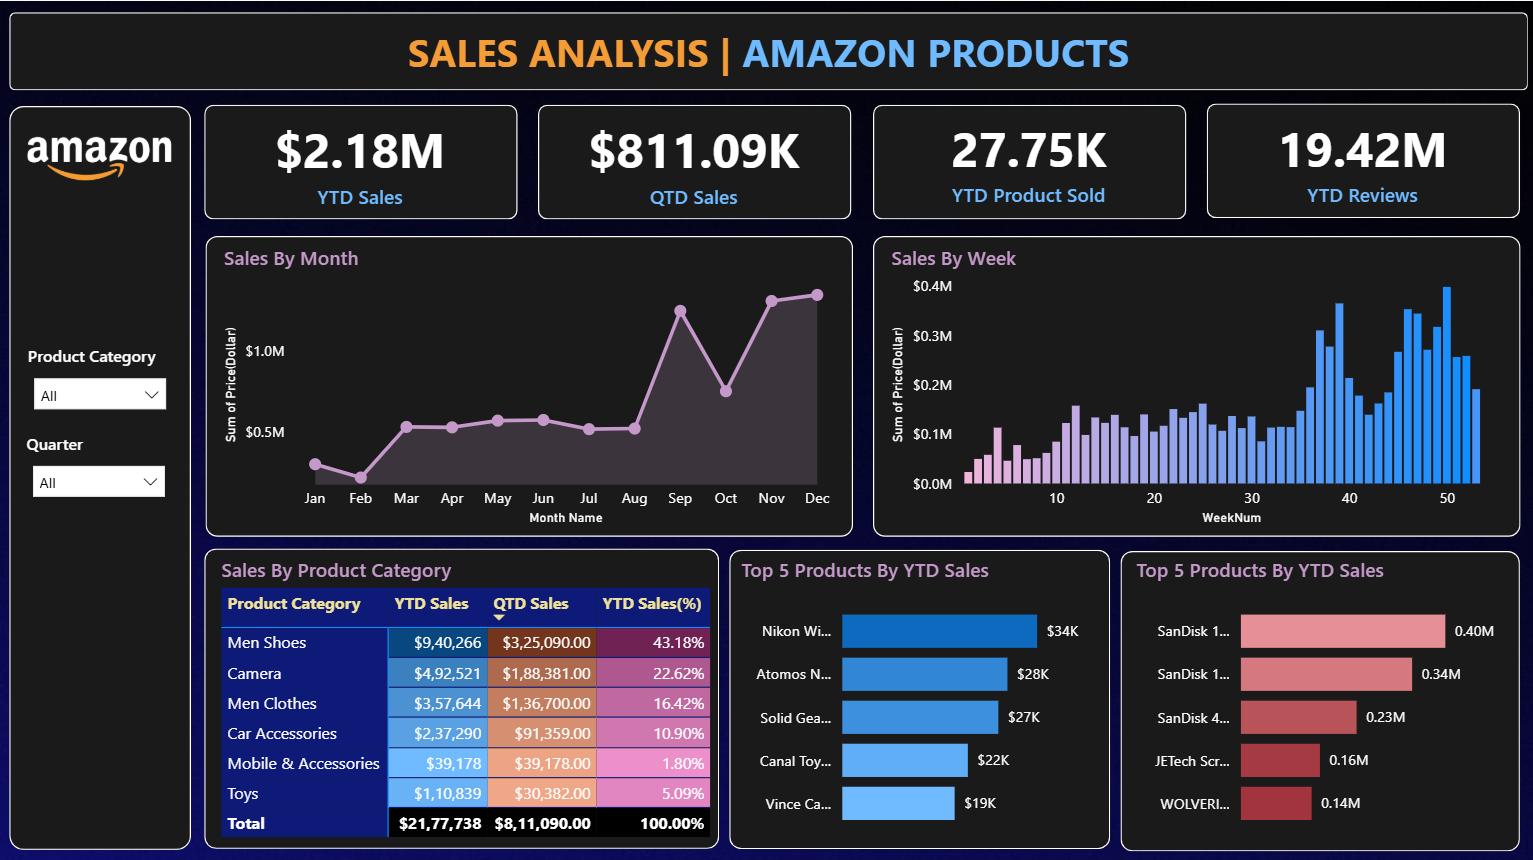 SALES ANALYSIS | AMAZON PRODUCTS
amazon
$2.18M
YTD Sales
$811.09K
QTD Sales
27.75K
YTD Product Sold
19.42M
YTD Reviews
Product Category
All
Quarter
All
Sales By Month
Sum of Price(Dollar)
$1.0M
$0.5M
Jan Feb Mar Apr May Jun Jul Aug Sep Oct Nov Dec
Month Name
Sales By Week
Sum of Price(Dollar)
$0.4M
$0.3M
$0.2M
$0.1M
$0.0M
10 20 30 40 50
WeekNum
Sales By Product Category
Product Category YTD Sales QTD Sales YTD Sales(%)
Men Shoes $9,40,266 $3,25,090.00 43.18%
Camera $4,92,521 $1,88,381.00 22.62%
Men Clothes $3,57,644 $1,36,700.00 16.42%
Car Accessories $2,37,290 $91,359.00 10.90%
Mobile & Accessories $39,178 $39,178.00 1.80%
Toys $1,10,839 $30,382.00 5.09%
Total $21,77,738 $8,11,090.00 100.00%
Top 5 Products By YTD Sales
Nikon Wi... $34K
Atomos N... $28K
Solid Gea... $27K
Canal Toy... $22K
Vince Ca... $19K
Top 5 Products By YTD Sales
SanDisk 1... 0.40M
SanDisk 1... 0.34M
SanDisk 4... 0.23M
JETech Scr... 0.16M
WOLVERI... 0.14M